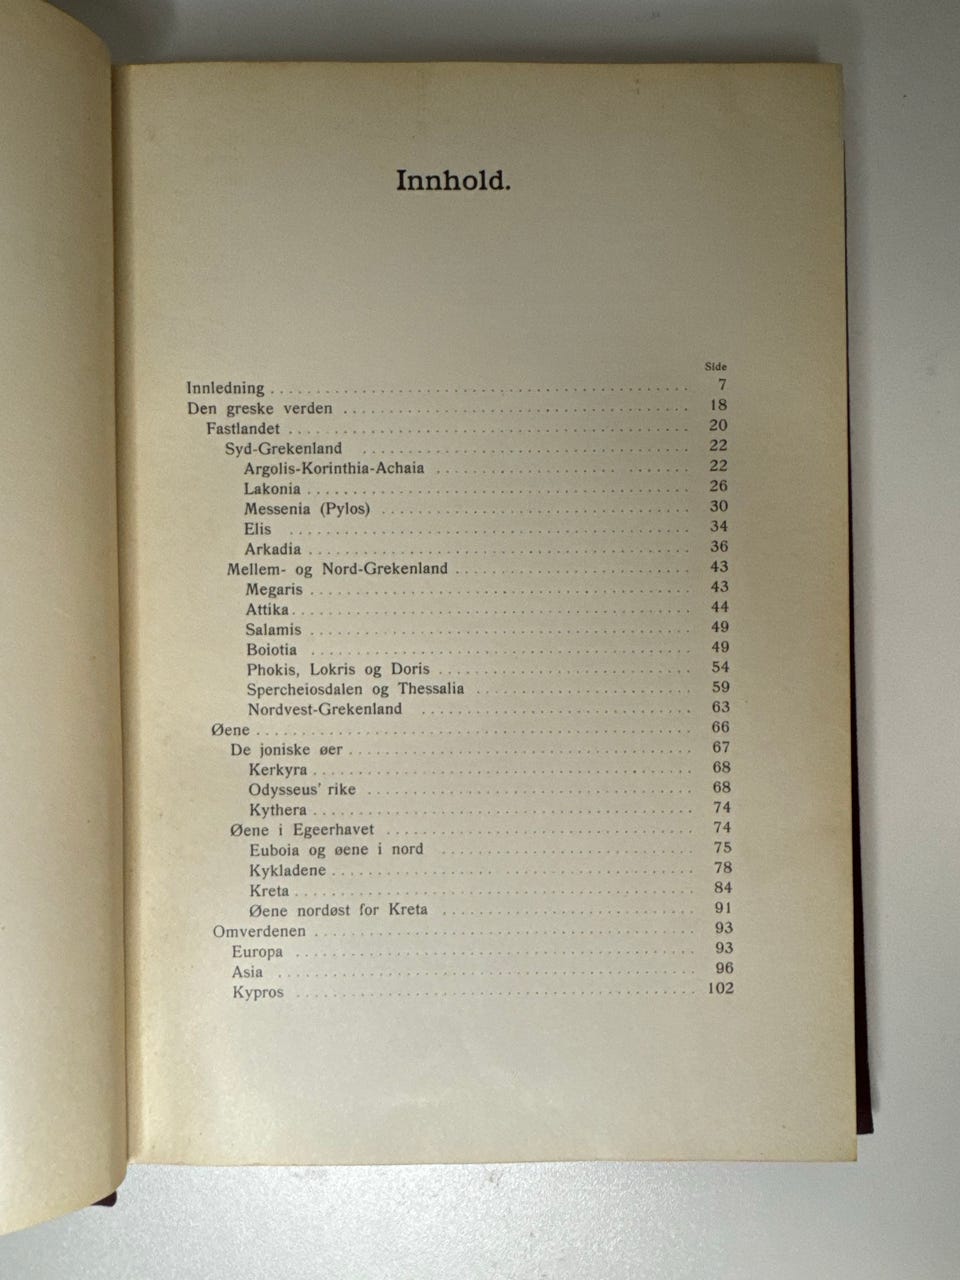 Innhold.
Side
Innledning 7
Den greske verden 18
Fastlandet 20
Syd-Grekenland 22
Argolis-Korinthia-Achaia 22
Lakonia 26
Messenia (Pylos) 30
Elis 34
Arkadia 36
Mellem- og Nord-Grekenland 43
Megaris 43
Attika 44
Salamis 49
Boiotia 49
Phokis, Lokris og Doris 54
Spercheiosdalen og Thessalia 59
Nordvest-Grekenland 63
Øene 66
De joniske øer 67
Kerkyra 68
Odysseus' rike 68
Kythera 74
Øene i Egeerhavet 74
Euboia og øene i nord 75
Kykladene 78
Kreta 84
Øene nordøst for Kreta 91
Omverdenen 93
Europa 93
Asia 96
Kypros 102